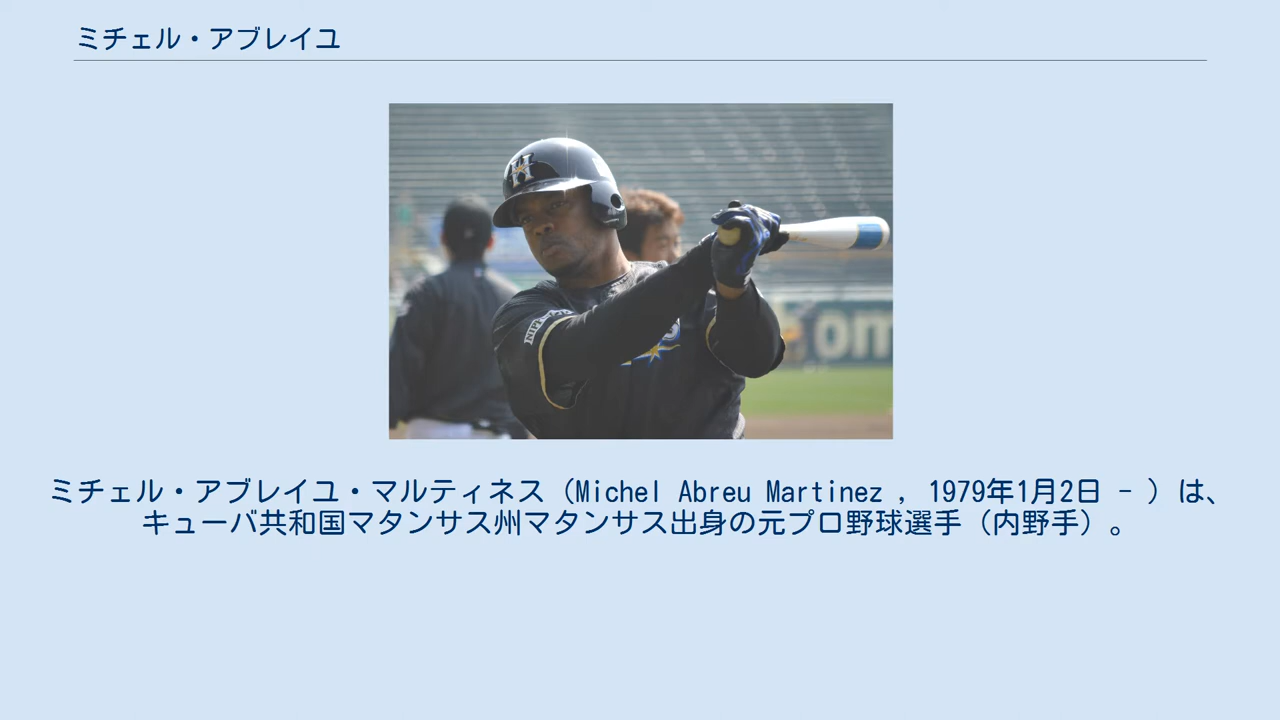 ミチェル・アブレイユ
H
NIPP
om
ミチェル・アブレイユ・マルティネス（Michel Abreu Martinez , 1979年1月2日 - ）は、
キューバ共和国マタンサス州マタンサス出身の元プロ野球選手（内野手）。